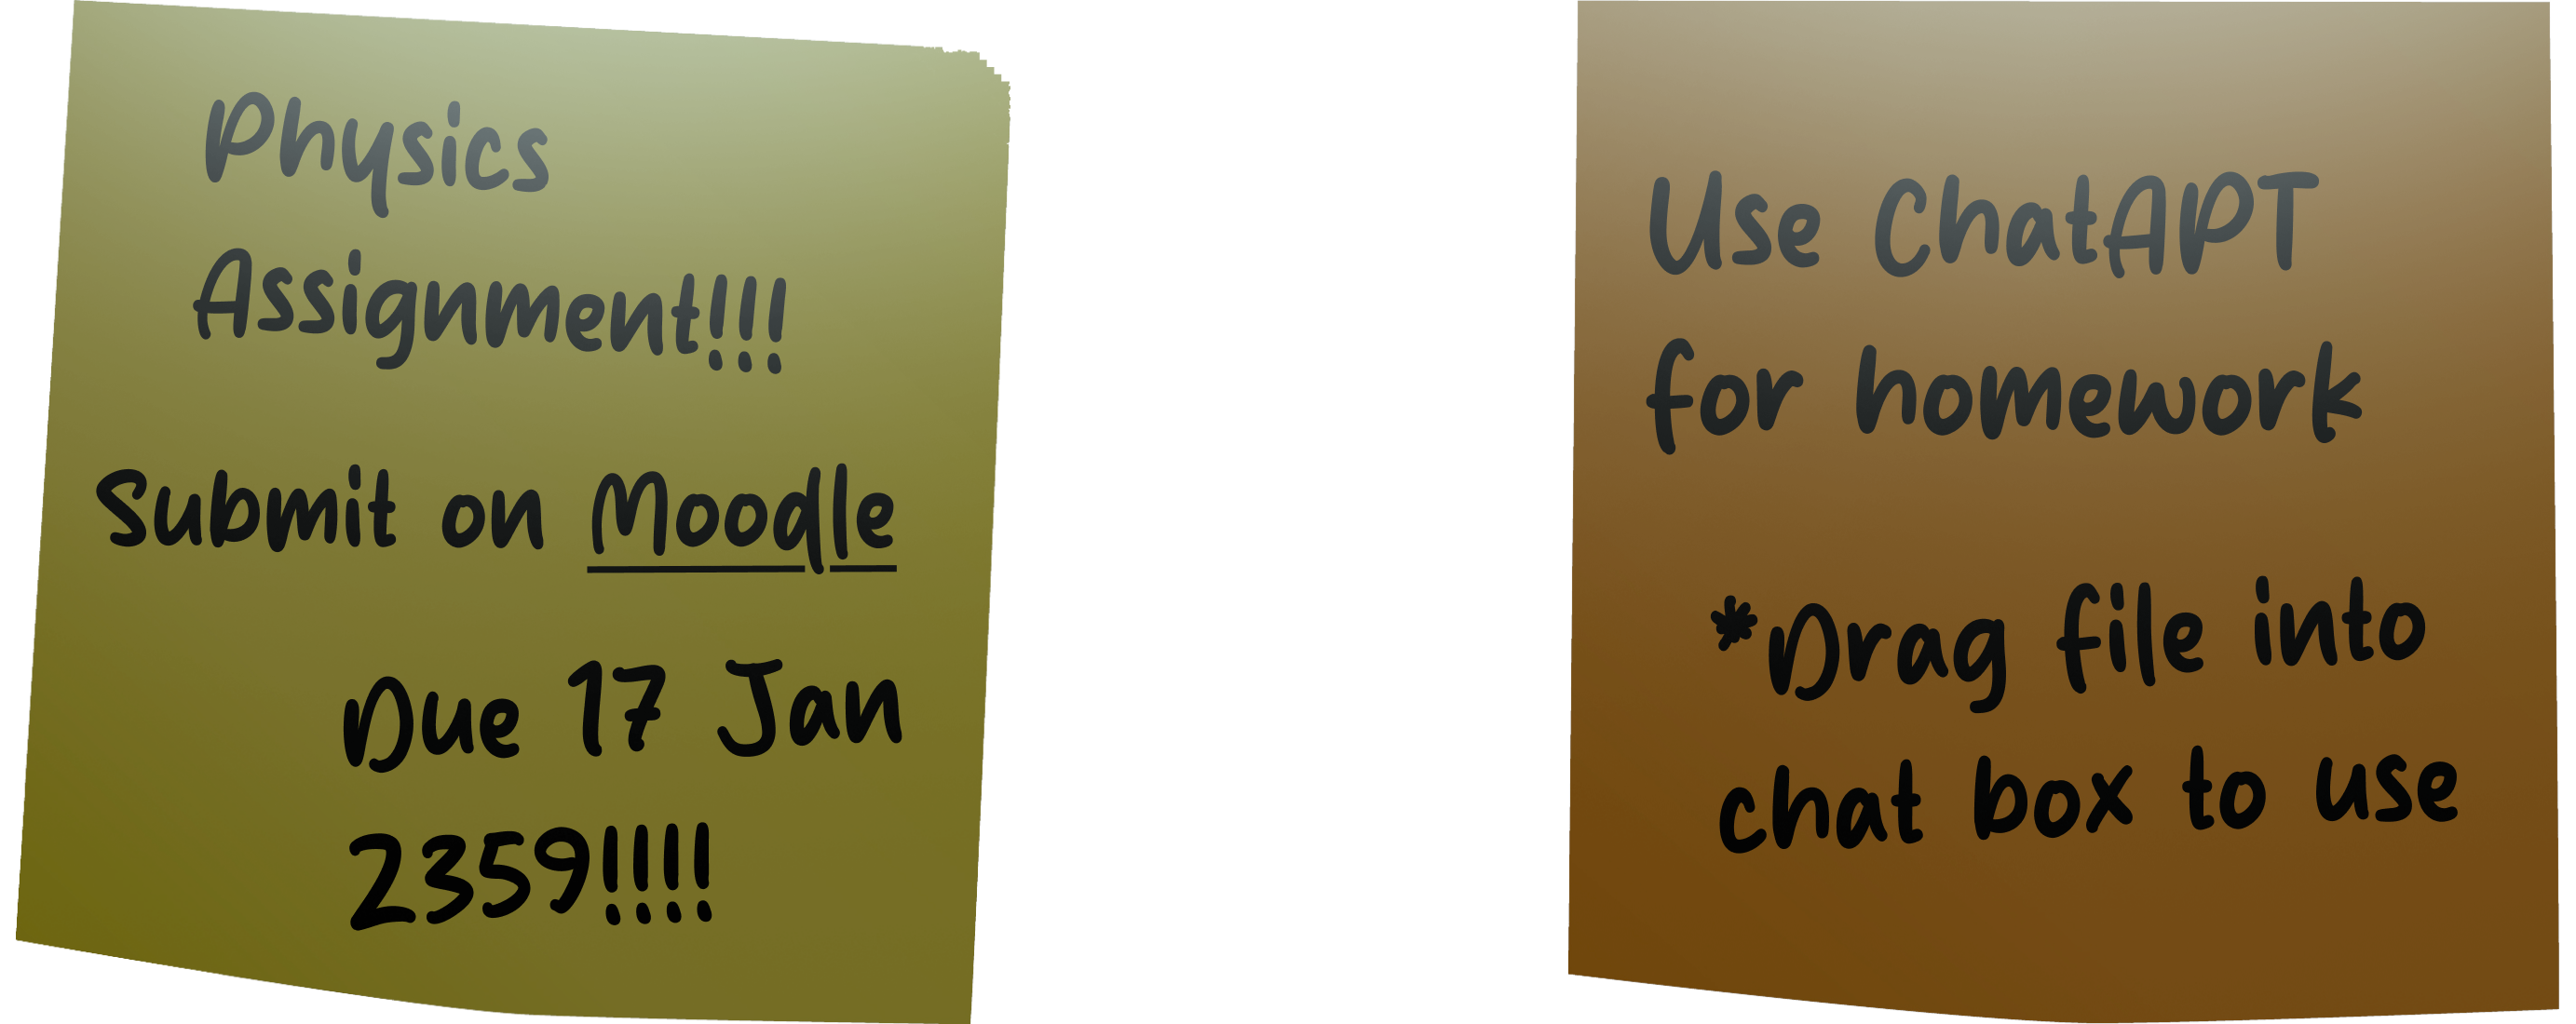 Physics
Assignment!!!
Submit on Moodle
Due 17 Jan
2359!!!!
Use ChatAPT
for homework
*Drag file into
chat box to use